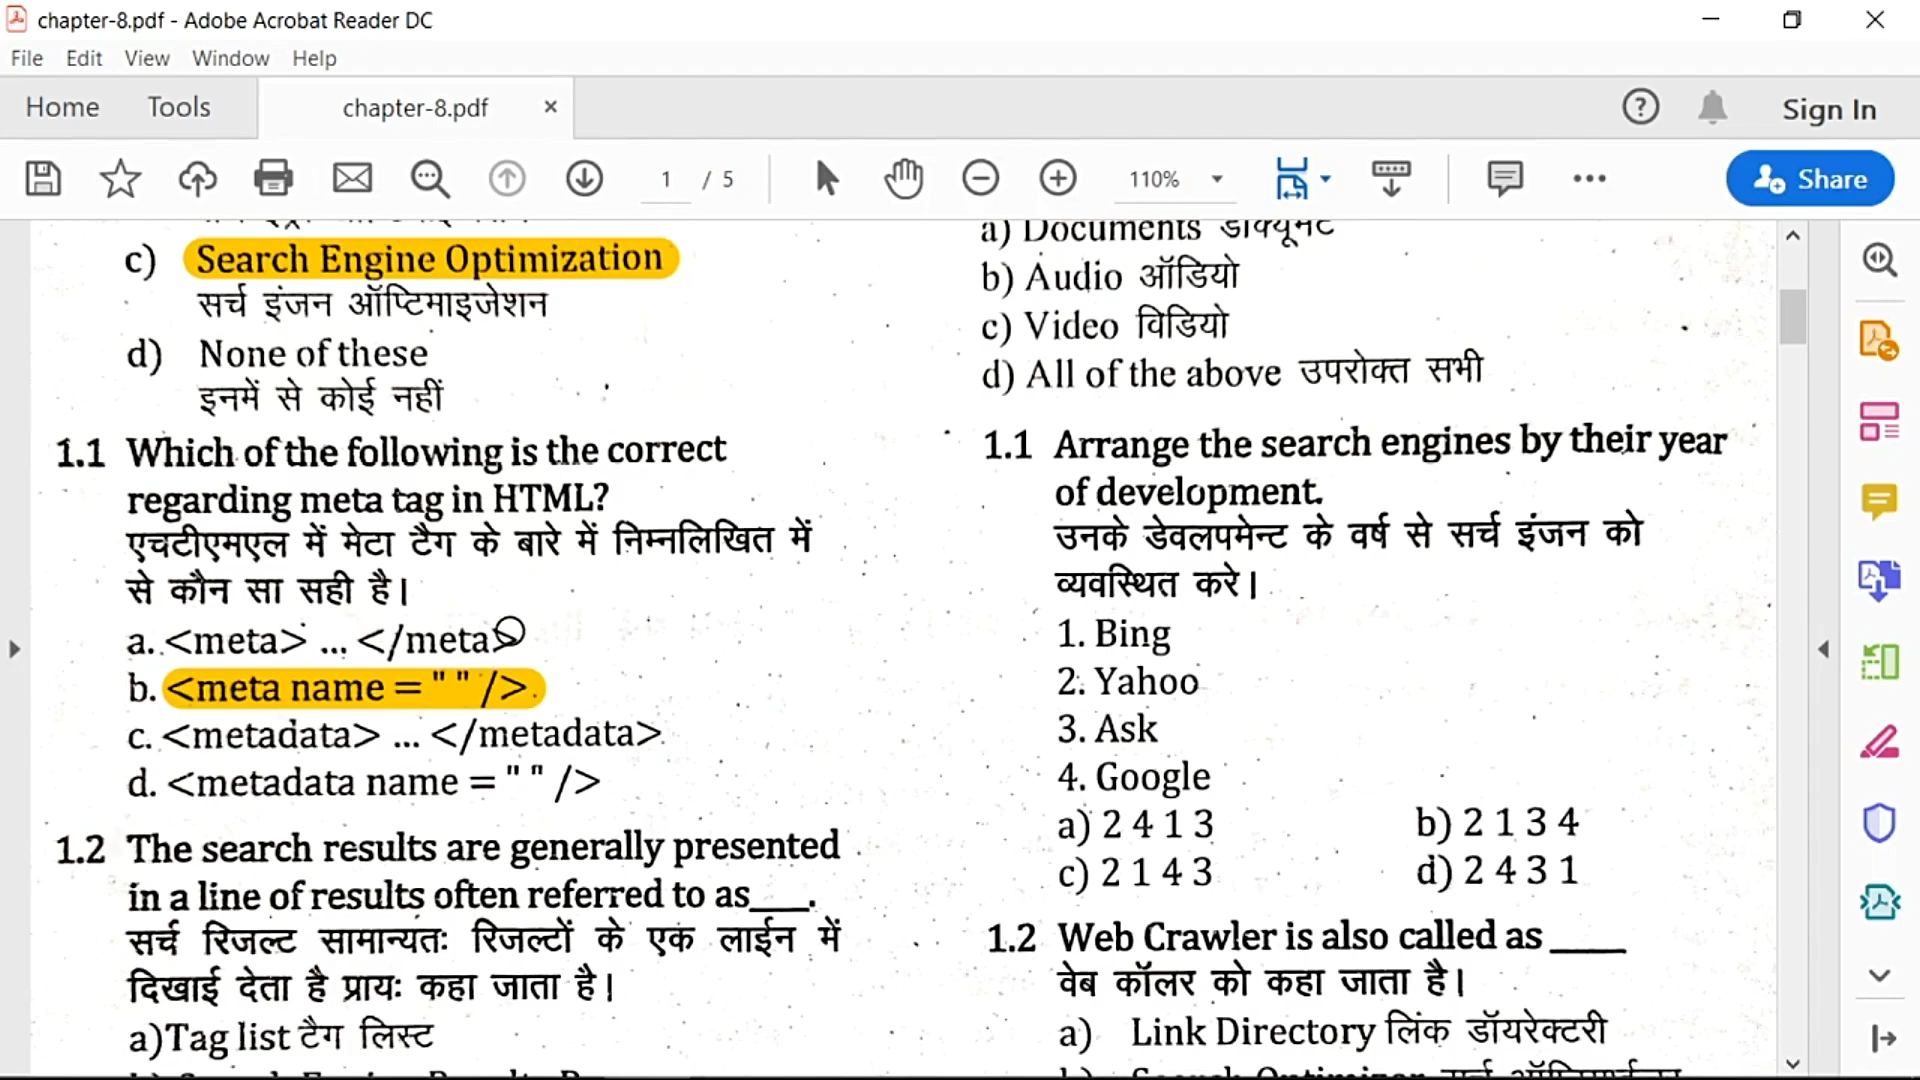 chapter-8.pdf - Adobe Acrobat Reader DC
File Edit View Window Help
Home Tools chapter-8.pdf × Sign In
1 / 5 110% Share
c) Search Engine Optimization
सर्च इंजन ऑप्टिमाइजेशन
d) None of these
इनमें से कोई नहीं
1.1 Which of the following is the correct
regarding meta tag in HTML?
एचटीएमएल में मेटा टैग के बारे में निम्नलिखित में
से कौन सा सही है।
a. <meta> ... </meta>
b. <meta name = " " />.
c. <metadata> ... </metadata>
d. <metadata name = " " />
1.2 The search results are generally presented
in a line of results often referred to as___.
सर्च रिजल्ट सामान्यतः रिजल्टों के एक लाईन में
दिखाई देता है प्रायः कहा जाता है।
a)Tag list टैग लिस्ट
a) Documents डाक्यूमेंट
b) Audio ऑडियो
c) Video विडियो
d) All of the above उपरोक्त सभी
1.1 Arrange the search engines by their year
of development.
उनके डेवलपमेन्ट के वर्ष से सर्च इंजन को
व्यवस्थित करे।
1. Bing
2. Yahoo
3. Ask
4. Google
a) 2 4 1 3 b) 2 1 3 4
c) 2 1 4 3 d) 2 4 3 1
1.2 Web Crawler is also called as ____
वेब कॉलर को कहा जाता है।
a) Link Directory लिंक डॉयरेक्टरी